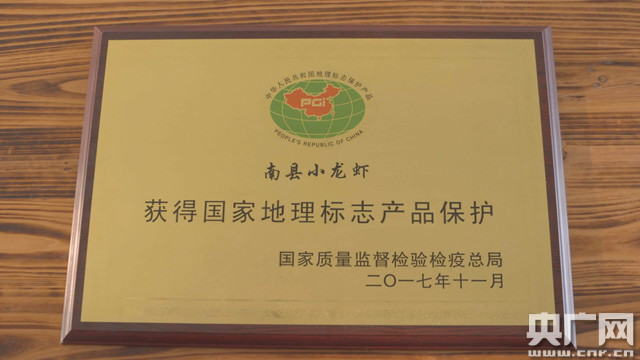 中华人民共和国地理标志保护产品
PGI
PEOPLE'S REPUBLIC OF CHINA
南县小龙虾
获得国家地理标志产品保护
国家质量监督检验检疫总局
二〇一七年十一月
央广网
www.cnr.cn